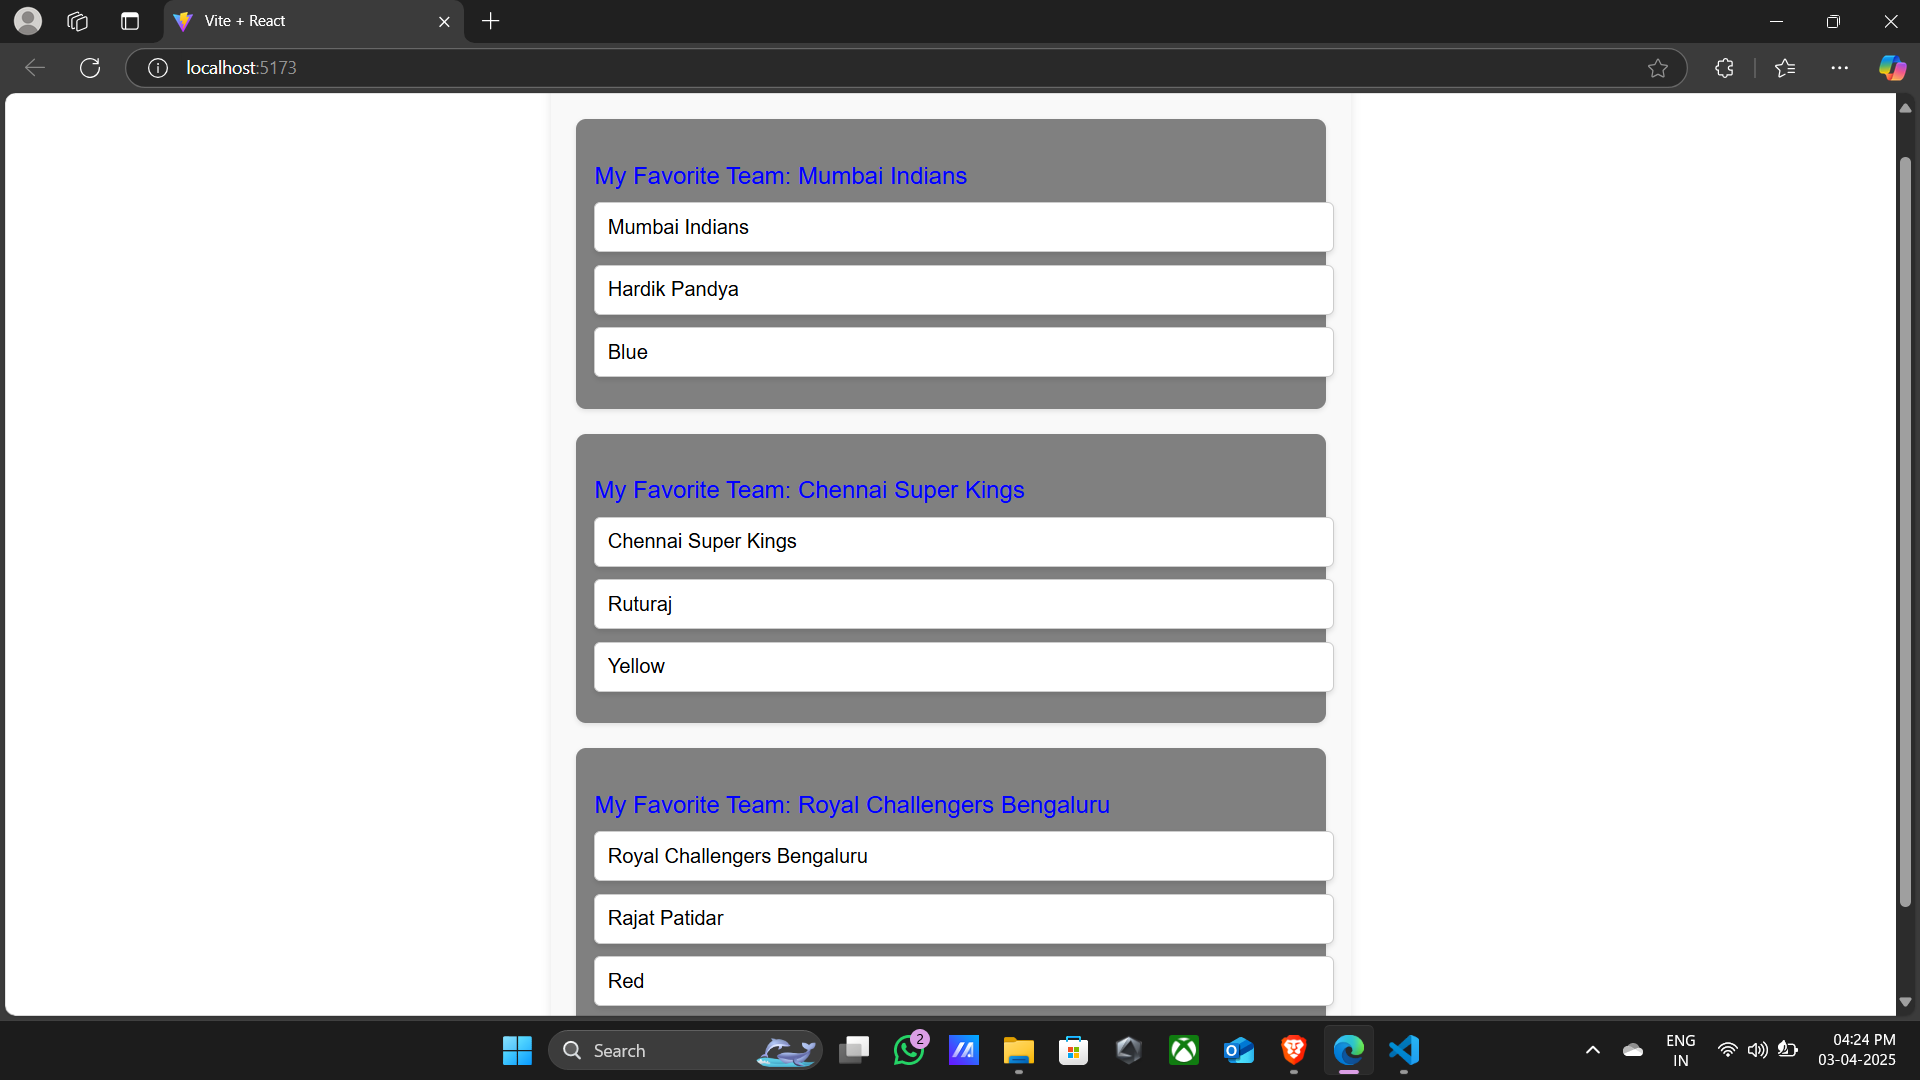 Vite + React
localhost:5173
My Favorite Team: Mumbai Indians
Mumbai Indians
Hardik Pandya
Blue
My Favorite Team: Chennai Super Kings
Chennai Super Kings
Ruturaj
Yellow
My Favorite Team: Royal Challengers Bengaluru
Royal Challengers Bengaluru
Rajat Patidar
Red
Search
2
ENG
IN
04:24 PM
03-04-2025